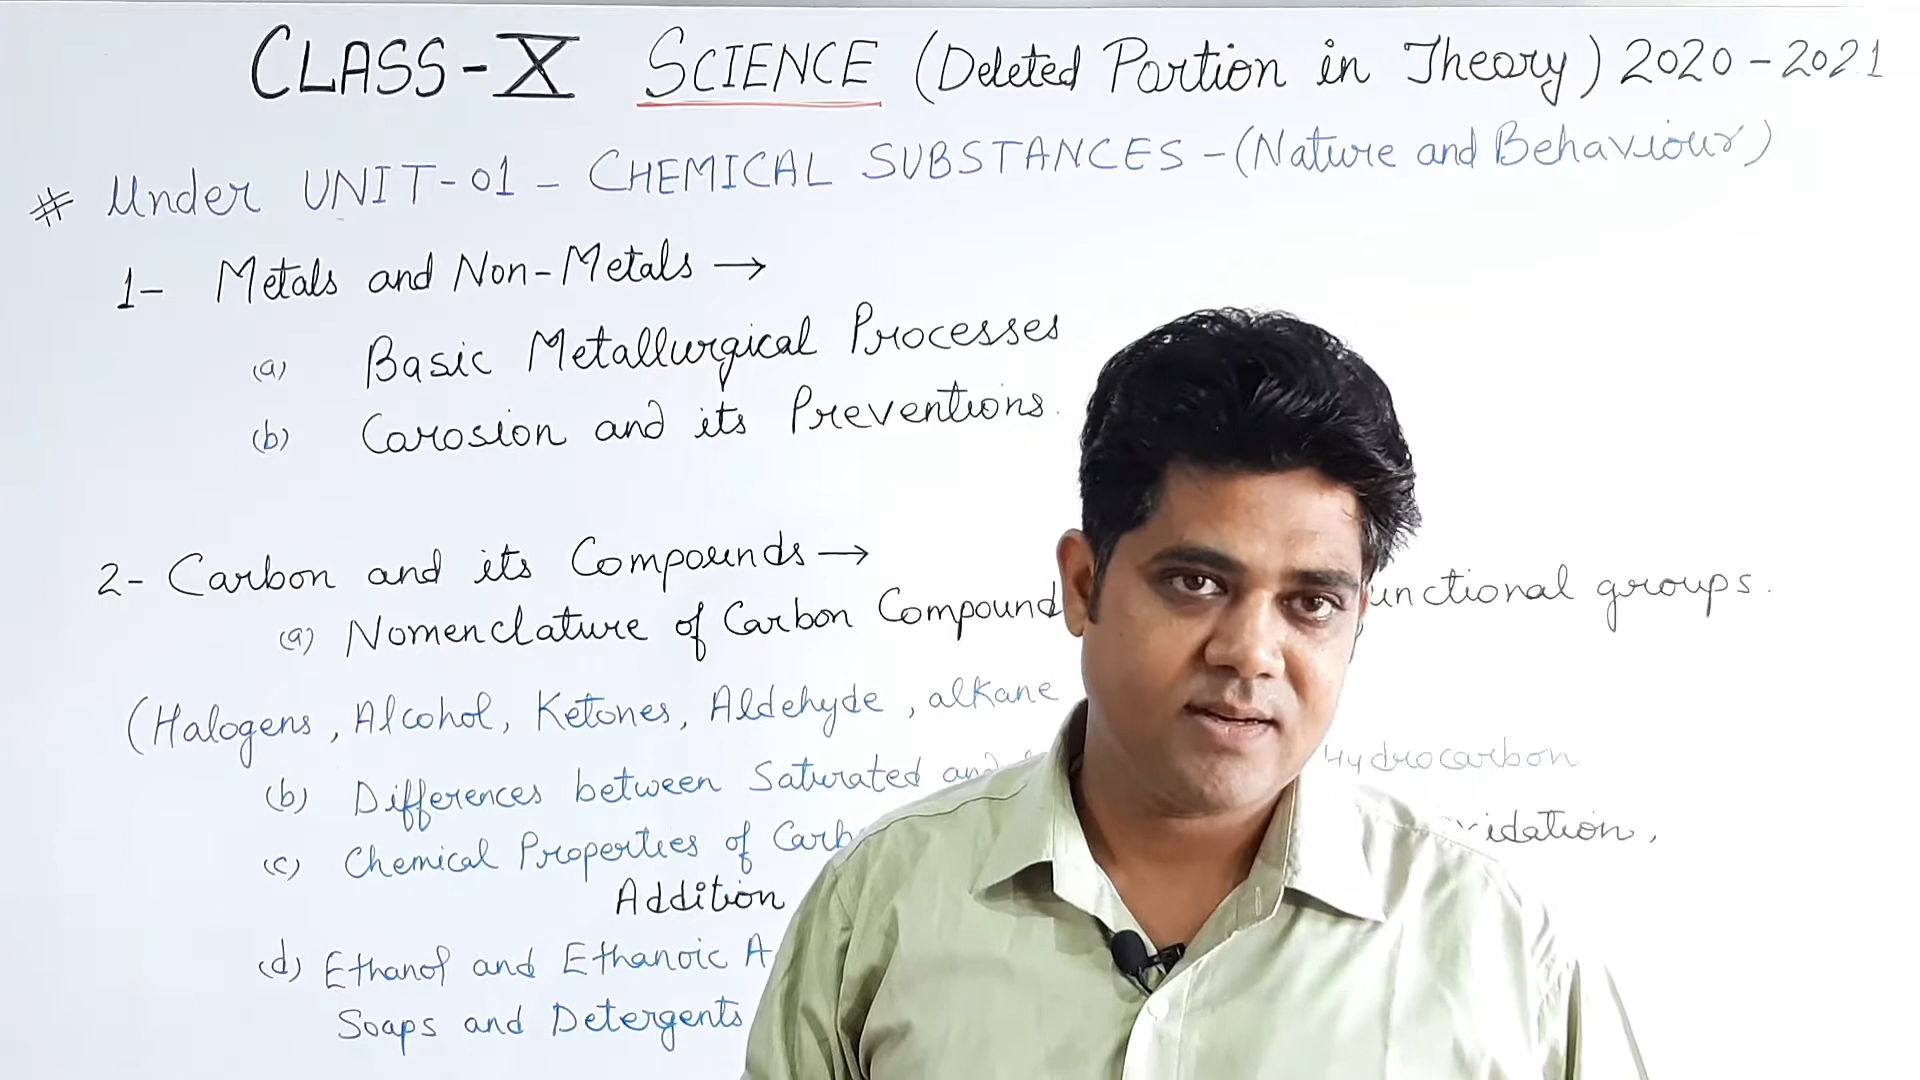 CLASS-X SCIENCE (Deleted Portion in Theory) 2020-2021
# Under UNIT-01 - CHEMICAL SUBSTANCES - (Nature and Behaviour)
1- Metals and Non-Metals →
(a) Basic Metallurgical Processes
(b) Carosion and its Preventions.
2- Carbon and its Compounds →
(a) Nomenclature of Carbon Compound unctional groups.
(Halogens, Alcohol, Ketones, Aldehyde, alkane
(b) Differences between Saturated and Hydrocarbon
(c) Chemical Properties of Carb idation,
Addition
(d) Ethanol and Ethanoic A
Soaps and Detergents